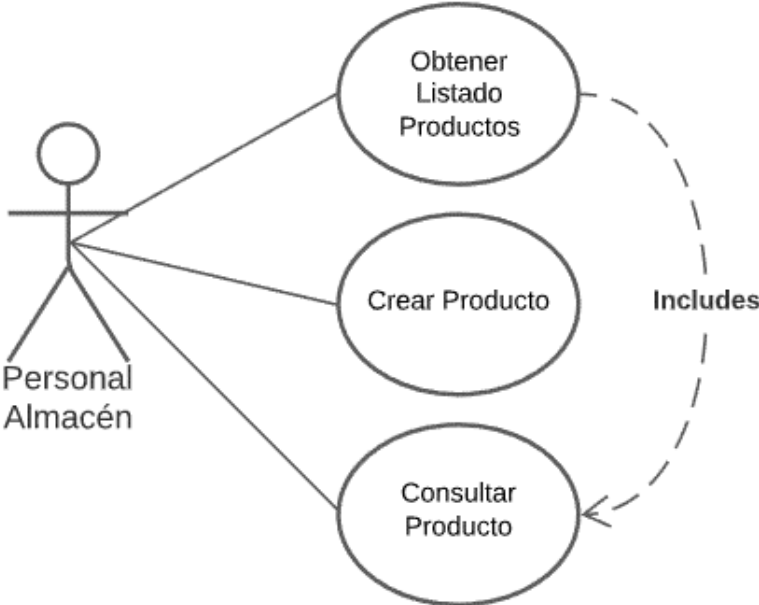 Obtener
Listado
Productos
Crear Producto
Includes
Personal
Almacén
Consultar
Producto